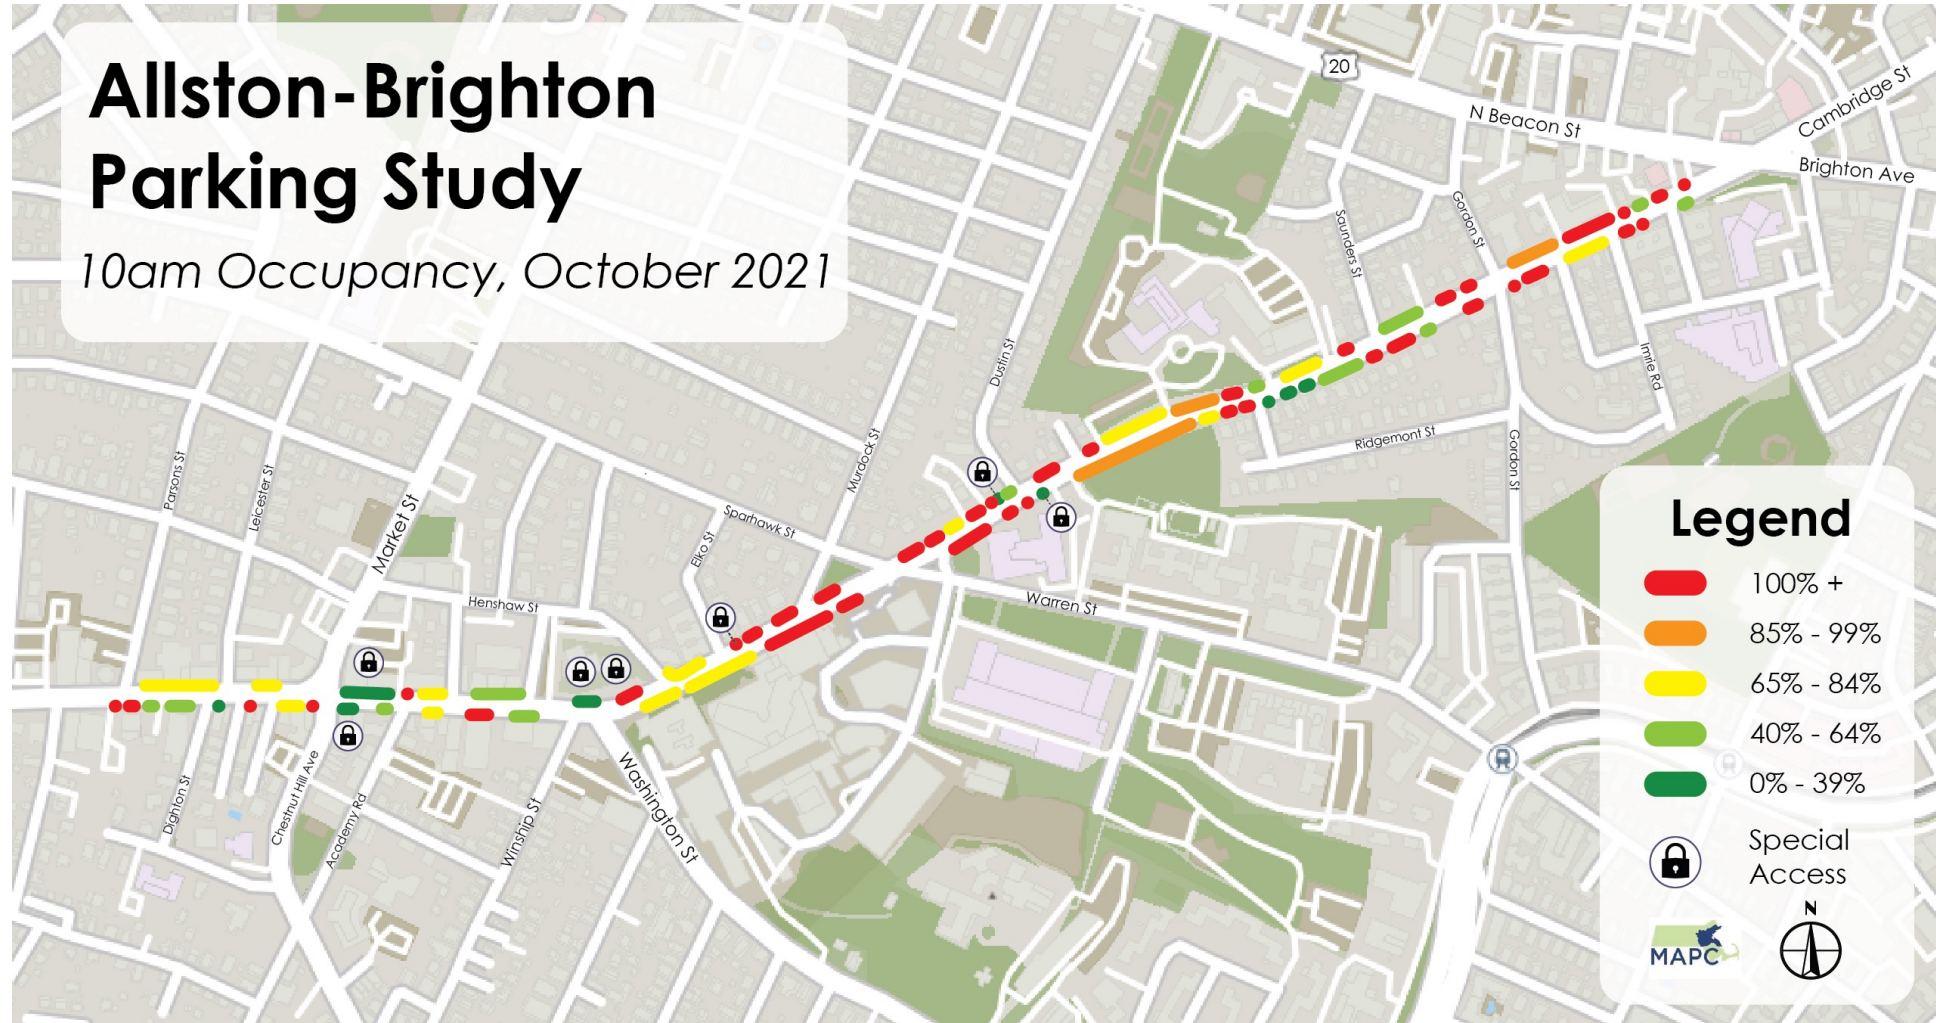 Allston-Brighton
Parking Study
10am Occupancy, October 2021
20
N Beacon St
Cambridge St
Brighton Ave
Gordon St
Saunders St
Dustin St
Imrie Rd
Ridgemont St
Gordon St
Murdock St
Parsons St
Leicester St
Market St
Sparhawk St
Elko St
Henshaw St
Warren St
Washington St
Winship St
Academy Rd
Chestnut Hill Ave
Dighton St
Legend
100% +
85% - 99%
65% - 84%
40% - 64%
0% - 39%
Special
Access
N
MAPC